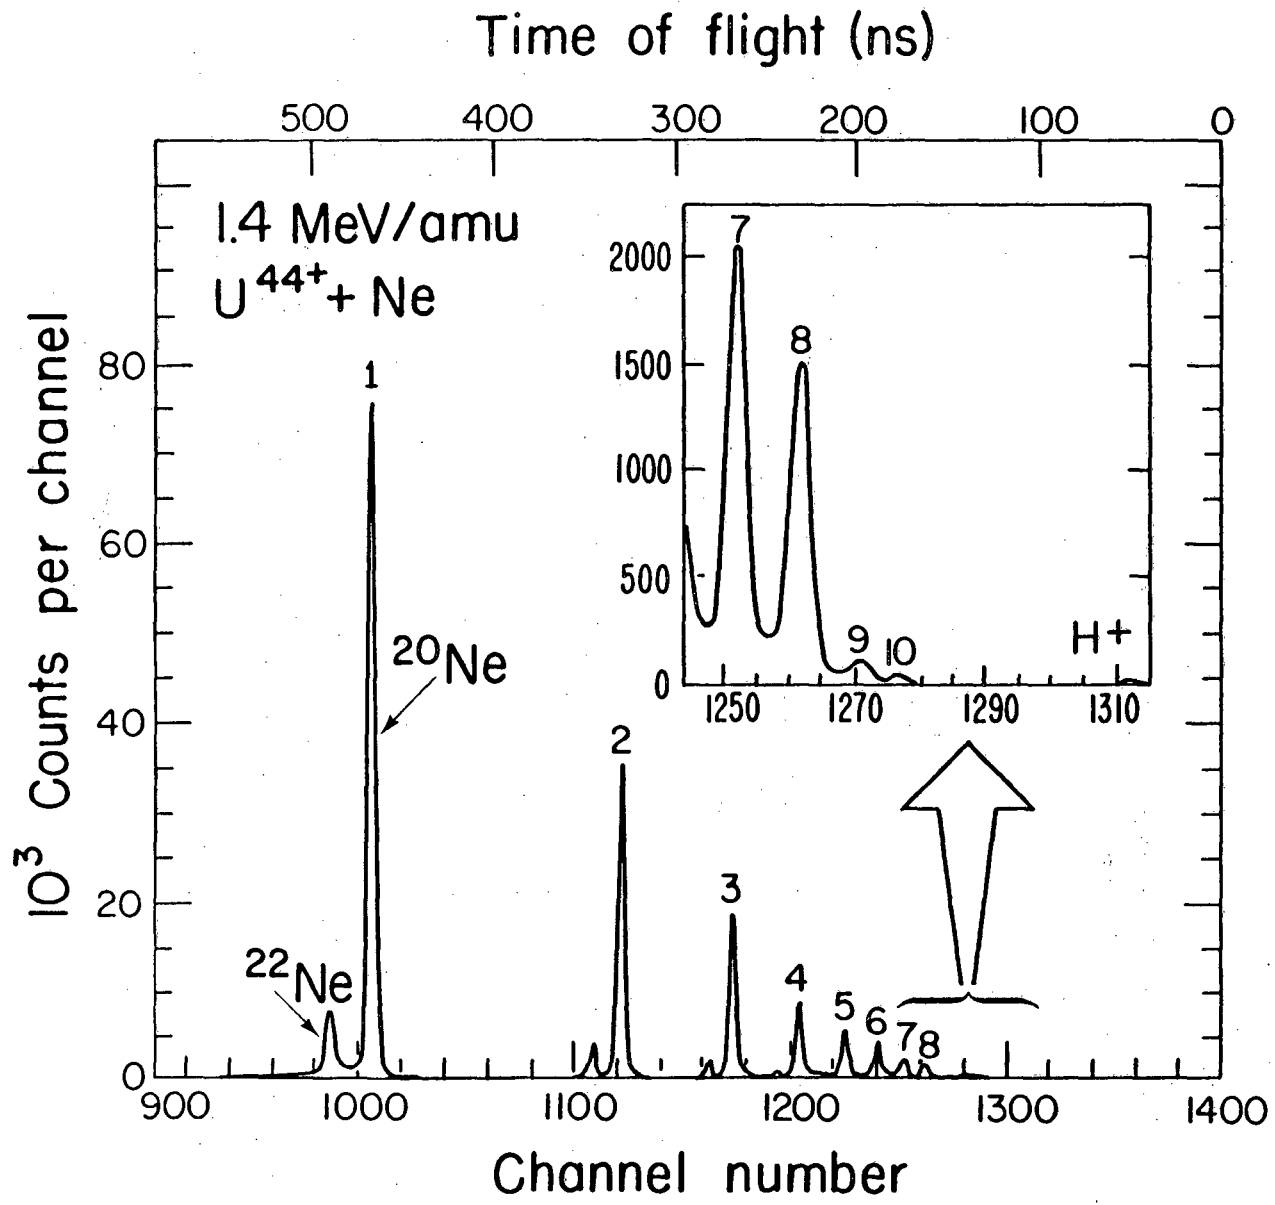 Time of flight (ns)
500 400 300 200 100 0
1.4 MeV/amu
U⁴⁴⁺ + Ne
10³ Counts per channel
80
60
40
20
0
1
²⁰Ne
²²Ne
2
3
4
5
6
7
8
2000
1500
1000
500
0
7
8
9
10
H+
1250 1270 1290 1310
900 1000 1100 1200 1300 1400
Channel number